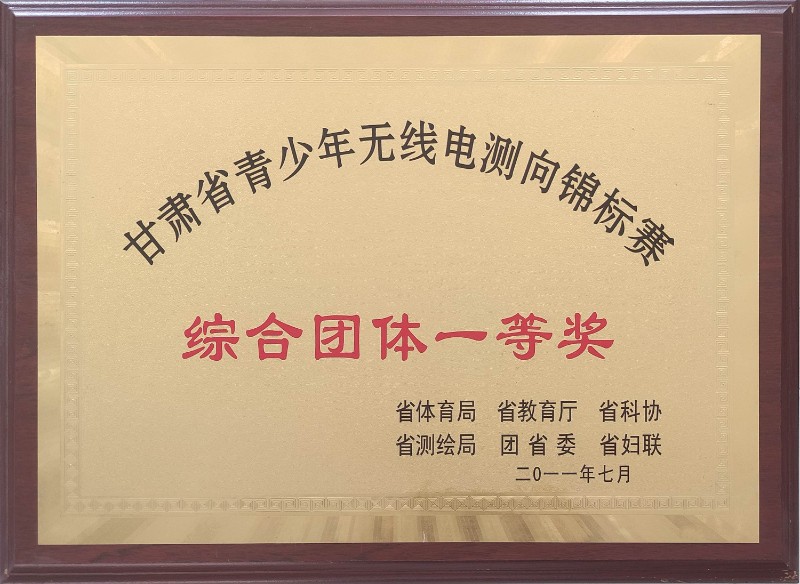 甘肃省青少年无线电测向锦标赛
综合团体一等奖
省体育局 省教育厅 省科协
省测绘局 团省委 省妇联
二0一一年七月